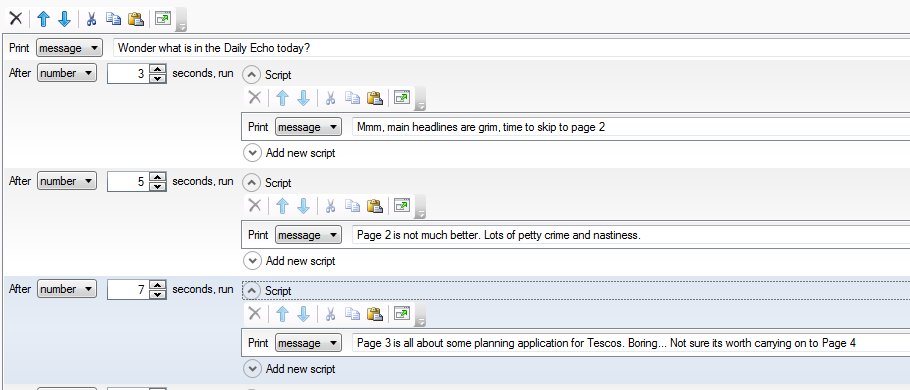 Print message Wonder what is in the Daily Echo today?
After number 3 seconds, run Script
Print message Mmm, main headlines are grim, time to skip to page 2
Add new script
After number 5 seconds, run Script
Print message Page 2 is not much better. Lots of petty crime and nastiness.
Add new script
After number 7 seconds, run Script
Print message Page 3 is all about some planning application for Tescos. Boring... Not sure its worth carrying on to Page 4
Add new script